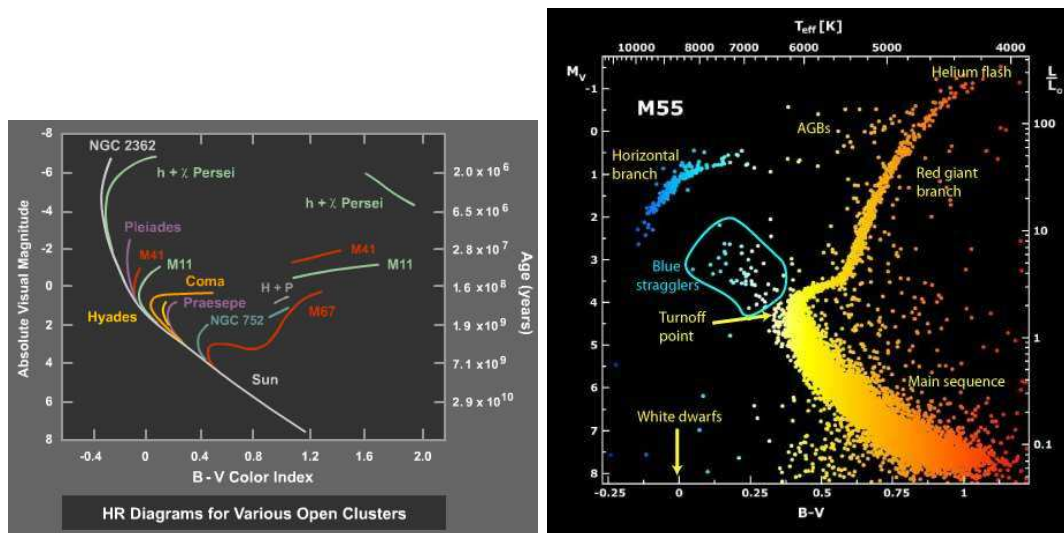 -8
NGC 2362
-6
h + χ Persei
2.0 x 10⁶
h + χ Persei
-4
6.5 x 10⁶
Pleiades
-2
M41
M11
M41
2.8 x 10⁷
M11
Coma
0
H + P
1.6 x 10⁸
Praesepe
M67
Hyades
NGC 752
2
1.9 x 10⁹
4
7.1 x 10⁹
Sun
6
2.9 x 10¹⁰
8
Absolute Visual Magnitude
Age (years)
-0.4 0 0.4 0.8 1.2 1.6 2.0
B - V Color Index
HR Diagrams for Various Open Clusters
Teff [K]
10000 8000 7000 6000 5000 4000
Mv
L
L☉
Helium flash
-1
M55
100
AGBs
0
Horizontal
branch
Red giant
branch
1
2
10
3
Blue
stragglers
4
Turnoff
point
5
1
6
Main sequence
White dwarfs
7
0.1
8
-0.25 0 0.25 0.5 0.75 1
B-V